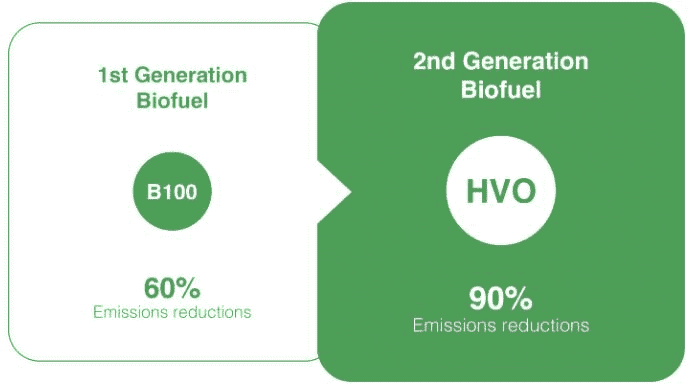 1st Generation
Biofuel
B100
60%
Emissions reductions
2nd Generation
Biofuel
HVO
90%
Emissions reductions